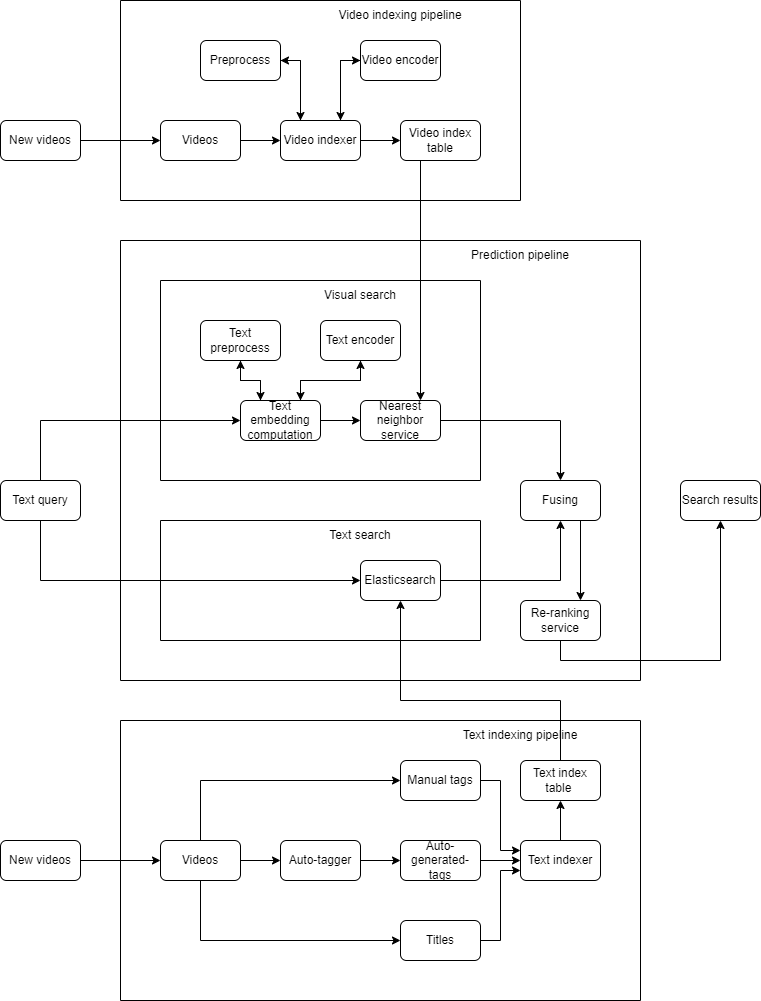 Video indexing pipeline
Preprocess
Video encoder
New videos
Videos
Video indexer
Video index
table
Prediction pipeline
Visual search
Text
preprocess
Text encoder
Text
embedding
computation
Nearest
neighbor
service
Text query
Fusing
Search results
Text search
Elasticsearch
Re-ranking
service
Text indexing pipeline
Manual tags
Text index
table
New videos
Videos
Auto-tagger
Auto-
generated-
tags
Text indexer
Titles